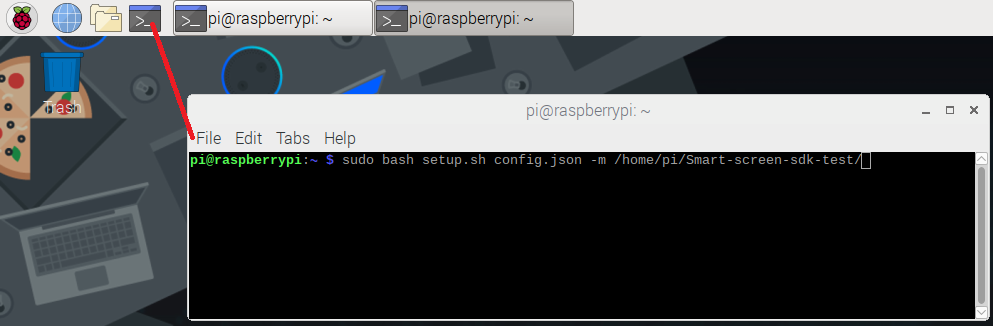 pi@raspberrypi: ~ pi@raspberrypi: ~
Trash
pi@raspberrypi: ~
File Edit Tabs Help
pi@raspberrypi:~ $ sudo bash setup.sh config.json -m /home/pi/Smart-screen-sdk-test/